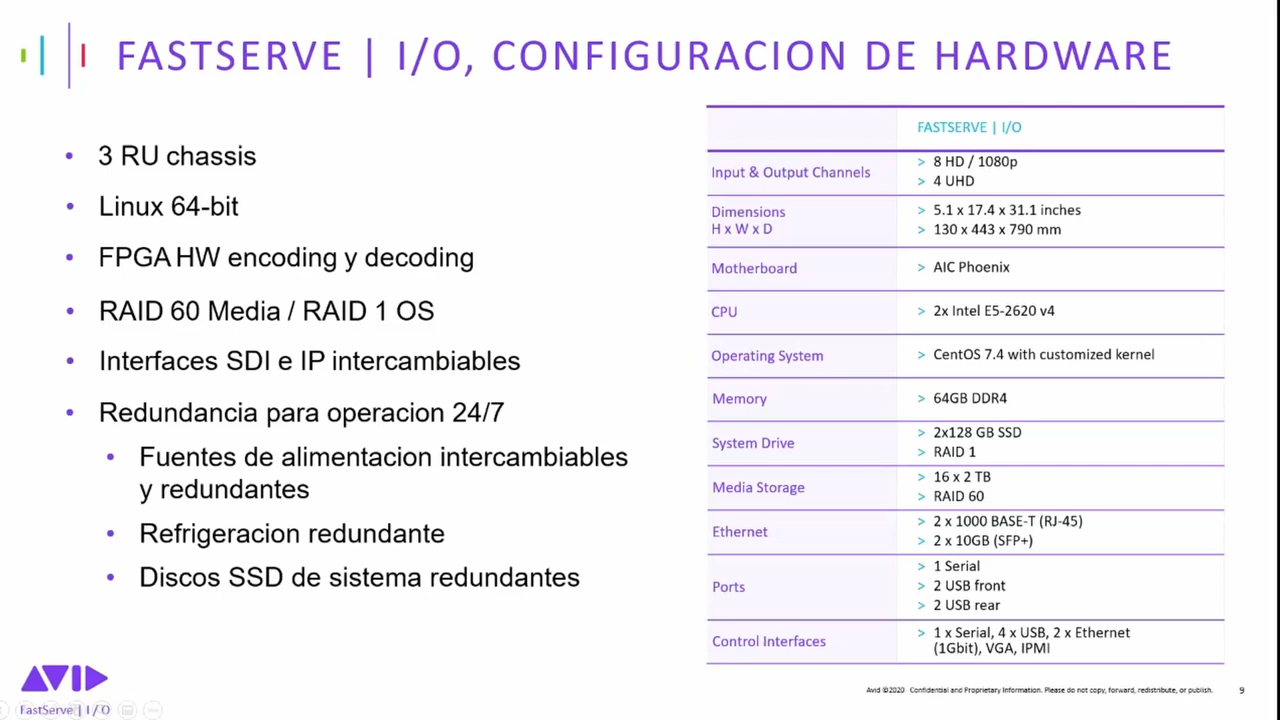 FASTSERVE | I/O, CONFIGURACION DE HARDWARE
• 3 RU chassis
• Linux 64-bit
• FPGA HW encoding y decoding
• RAID 60 Media / RAID 1 OS
• Interfaces SDI e IP intercambiables
• Redundancia para operacion 24/7
• Fuentes de alimentacion intercambiables
y redundantes
• Refrigeracion redundante
• Discos SSD de sistema redundantes
FASTSERVE | I/O
Input & Output Channels
> 8 HD / 1080p
> 4 UHD
Dimensions
H x W x D
> 5.1 x 17.4 x 31.1 inches
> 130 x 443 x 790 mm
Motherboard
> AIC Phoenix
CPU
> 2x Intel E5-2620 v4
Operating System
> CentOS 7.4 with customized kernel
Memory
> 64GB DDR4
System Drive
> 2x128 GB SSD
> RAID 1
Media Storage
> 16 x 2 TB
> RAID 60
Ethernet
> 2 x 1000 BASE-T (RJ-45)
> 2 x 10GB (SFP+)
Ports
> 1 Serial
> 2 USB front
> 2 USB rear
Control Interfaces
> 1 x Serial, 4 x USB, 2 x Ethernet
(1Gbit), VGA, IPMI
AVID
FastServe | I/O
Avid ©2020 Confidential and Proprietary Information. Please do not copy, forward, redistribute, or publish.
9